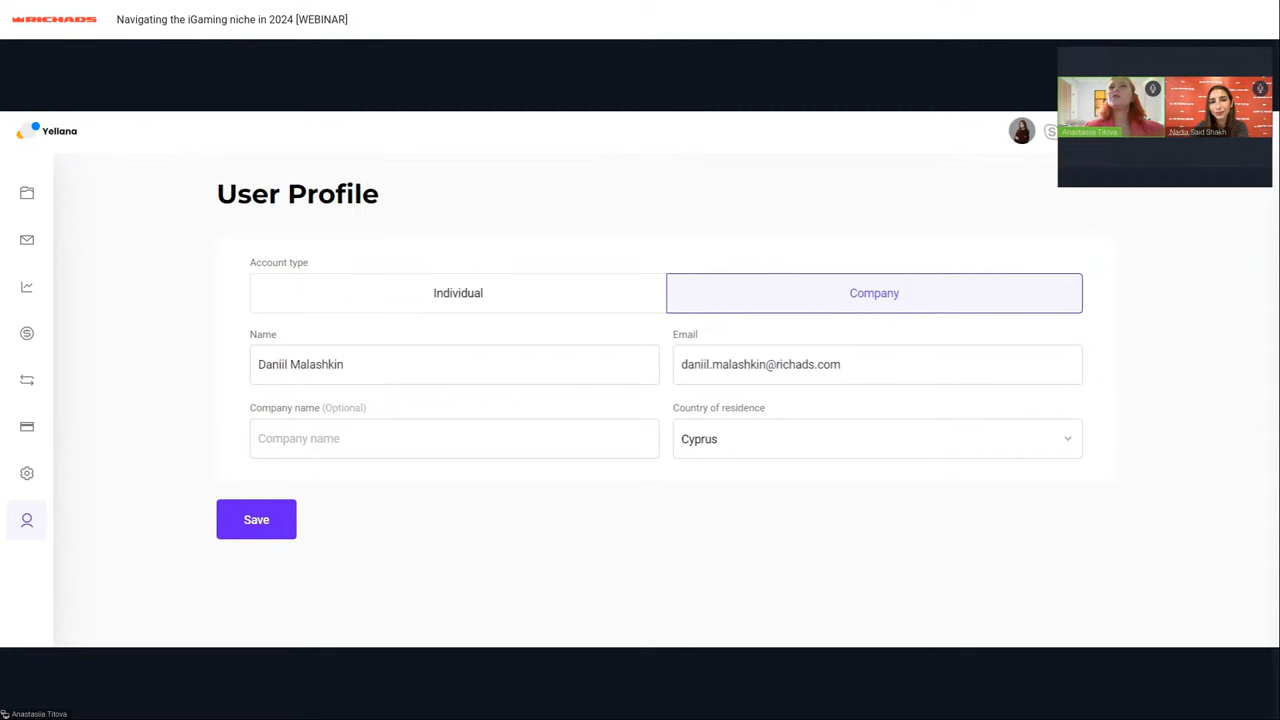 RICHADS Navigating the iGaming niche in 2024 [WEBINAR]
Anastasiia Titova Nadia Said Shakh
Yellana
User Profile
Account type
Individual Company
Name Email
Daniil Malashkin daniil.malashkin@richads.com
Company name (Optional) Country of residence
Company name Cyprus
Save
Anastasiia Titova